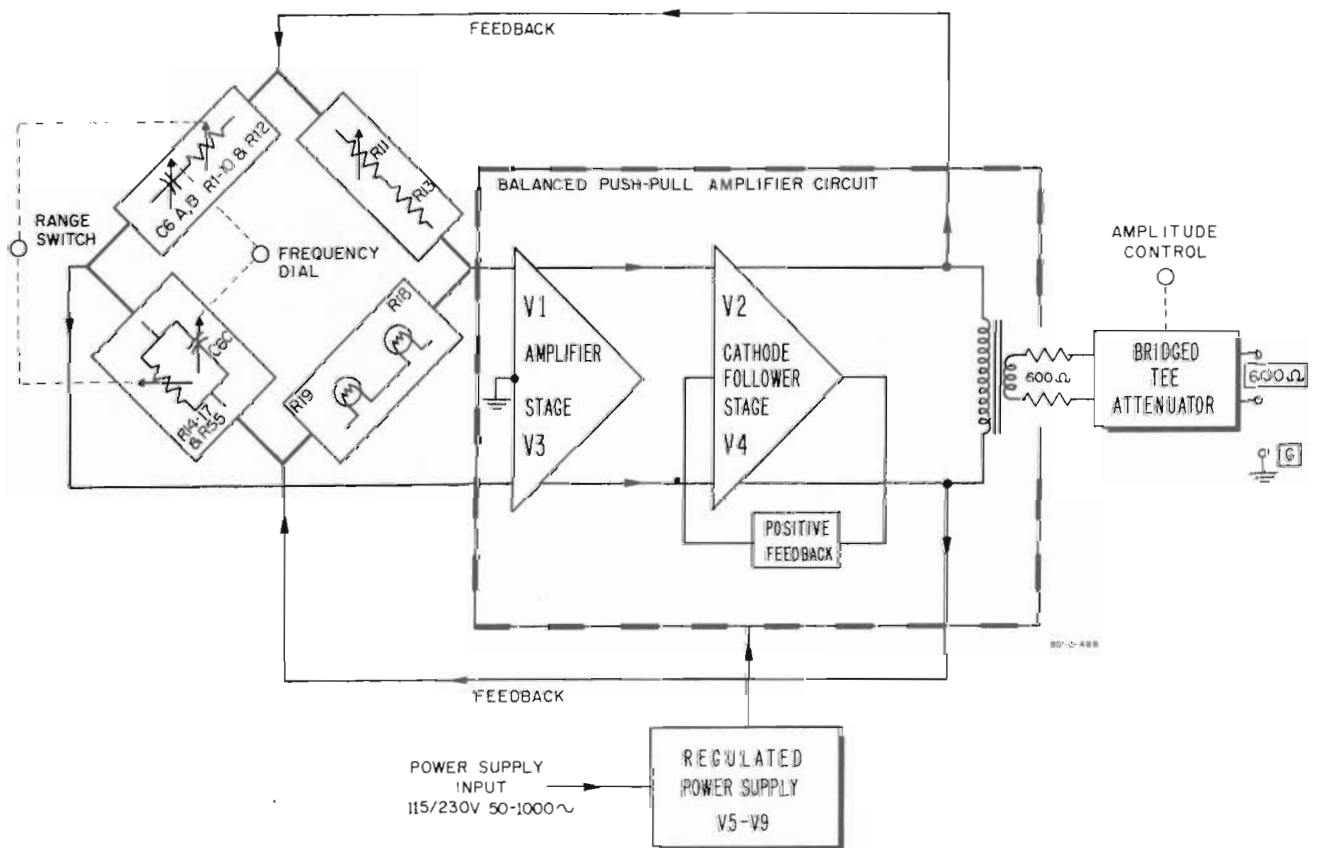 FEEDBACK
C6 A,B R1-10 & R12
R11
R13
BALANCED PUSH-PULL AMPLIFIER CIRCUIT
RANGE
SWITCH
FREQUENCY
DIAL
AMPLITUDE
CONTROL
C6C
R14-17
& R55
R18
R19
V1
AMPLIFIER
STAGE
V3
V2
CATHODE
FOLLOWER
STAGE
V4
POSITIVE
FEEDBACK
600Ω
BRIDGED
TEE
ATTENUATOR
600Ω
G
FEEDBACK
POWER SUPPLY
INPUT
115/230V 50-1000~
REGULATED
POWER SUPPLY
V5-V9